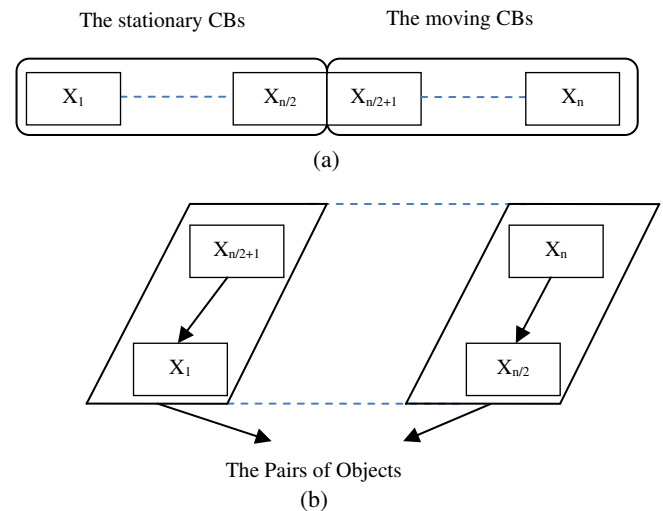 The stationary CBs The moving CBs
X₁ Xₙ/₂ Xₙ/₂₊₁ Xₙ
(a)
Xₙ/₂₊₁ Xₙ
X₁ Xₙ/₂
The Pairs of Objects
(b)